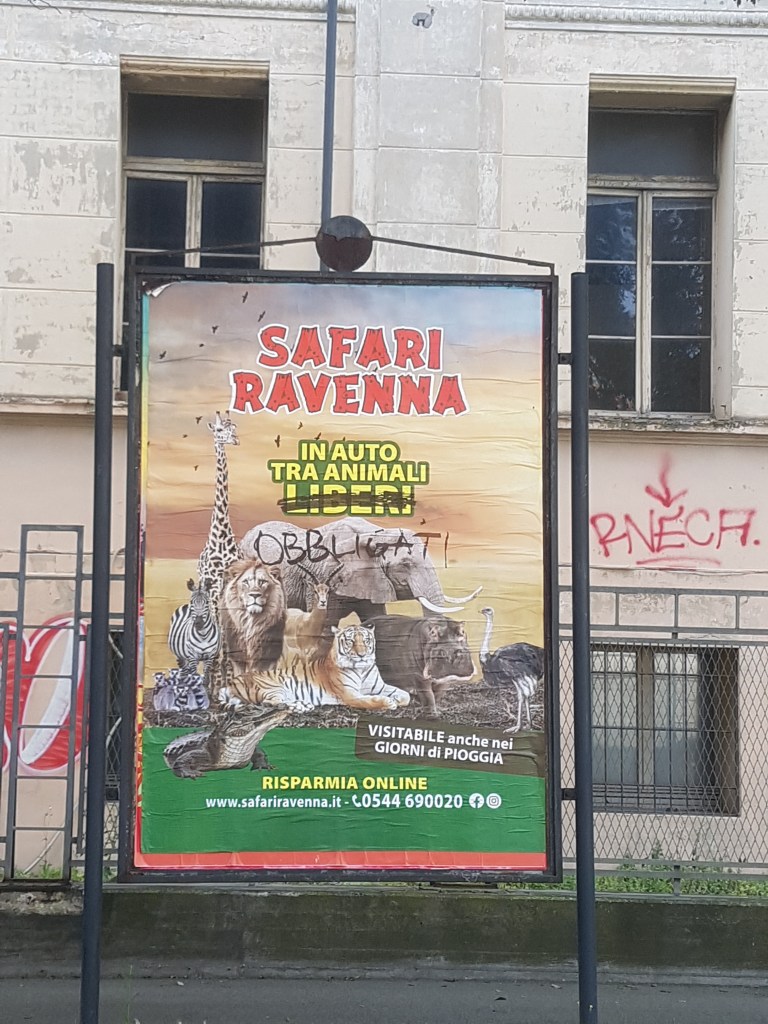 SAFARI
RAVENNA
IN AUTO
TRA ANIMALI
LIBERI
OBBLIGATI
VISITABILE anche nei
GIORNI di PIOGGIA
RISPARMIA ONLINE
www.safariravenna.it - 0544 690020